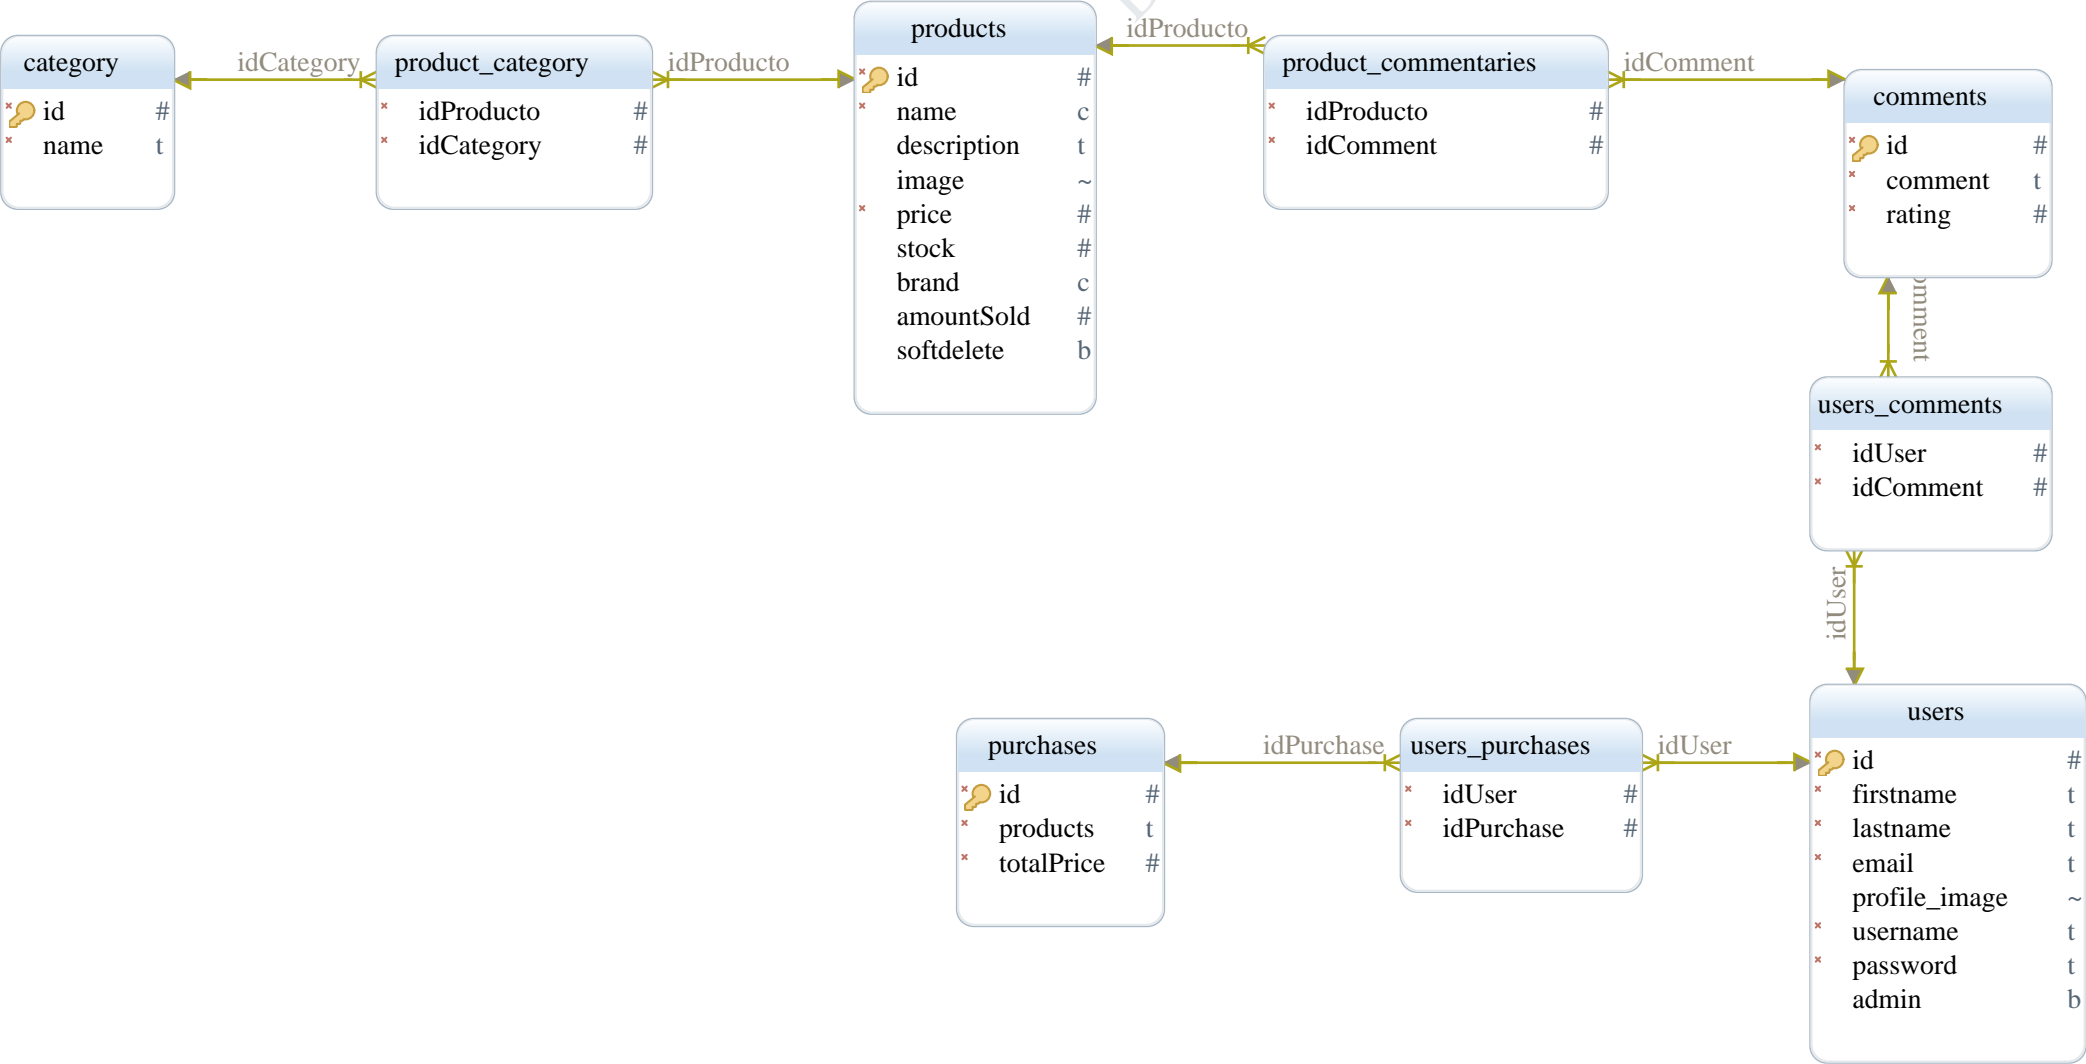 category
id #
name t
idCategory
product_category
idProducto #
idCategory #
idProducto
products
id #
name c
description t
image ~
price #
stock #
brand c
amountSold #
softdelete b
idProducto
product_commentaries
idProducto #
idComment #
idComment
comments
id #
comment t
rating #
omment
users_comments
idUser #
idComment #
idUser
purchases
id #
products t
totalPrice #
idPurchase
users_purchases
idUser #
idPurchase #
idUser
users
id #
firstname t
lastname t
email t
profile_image ~
username t
password t
admin b